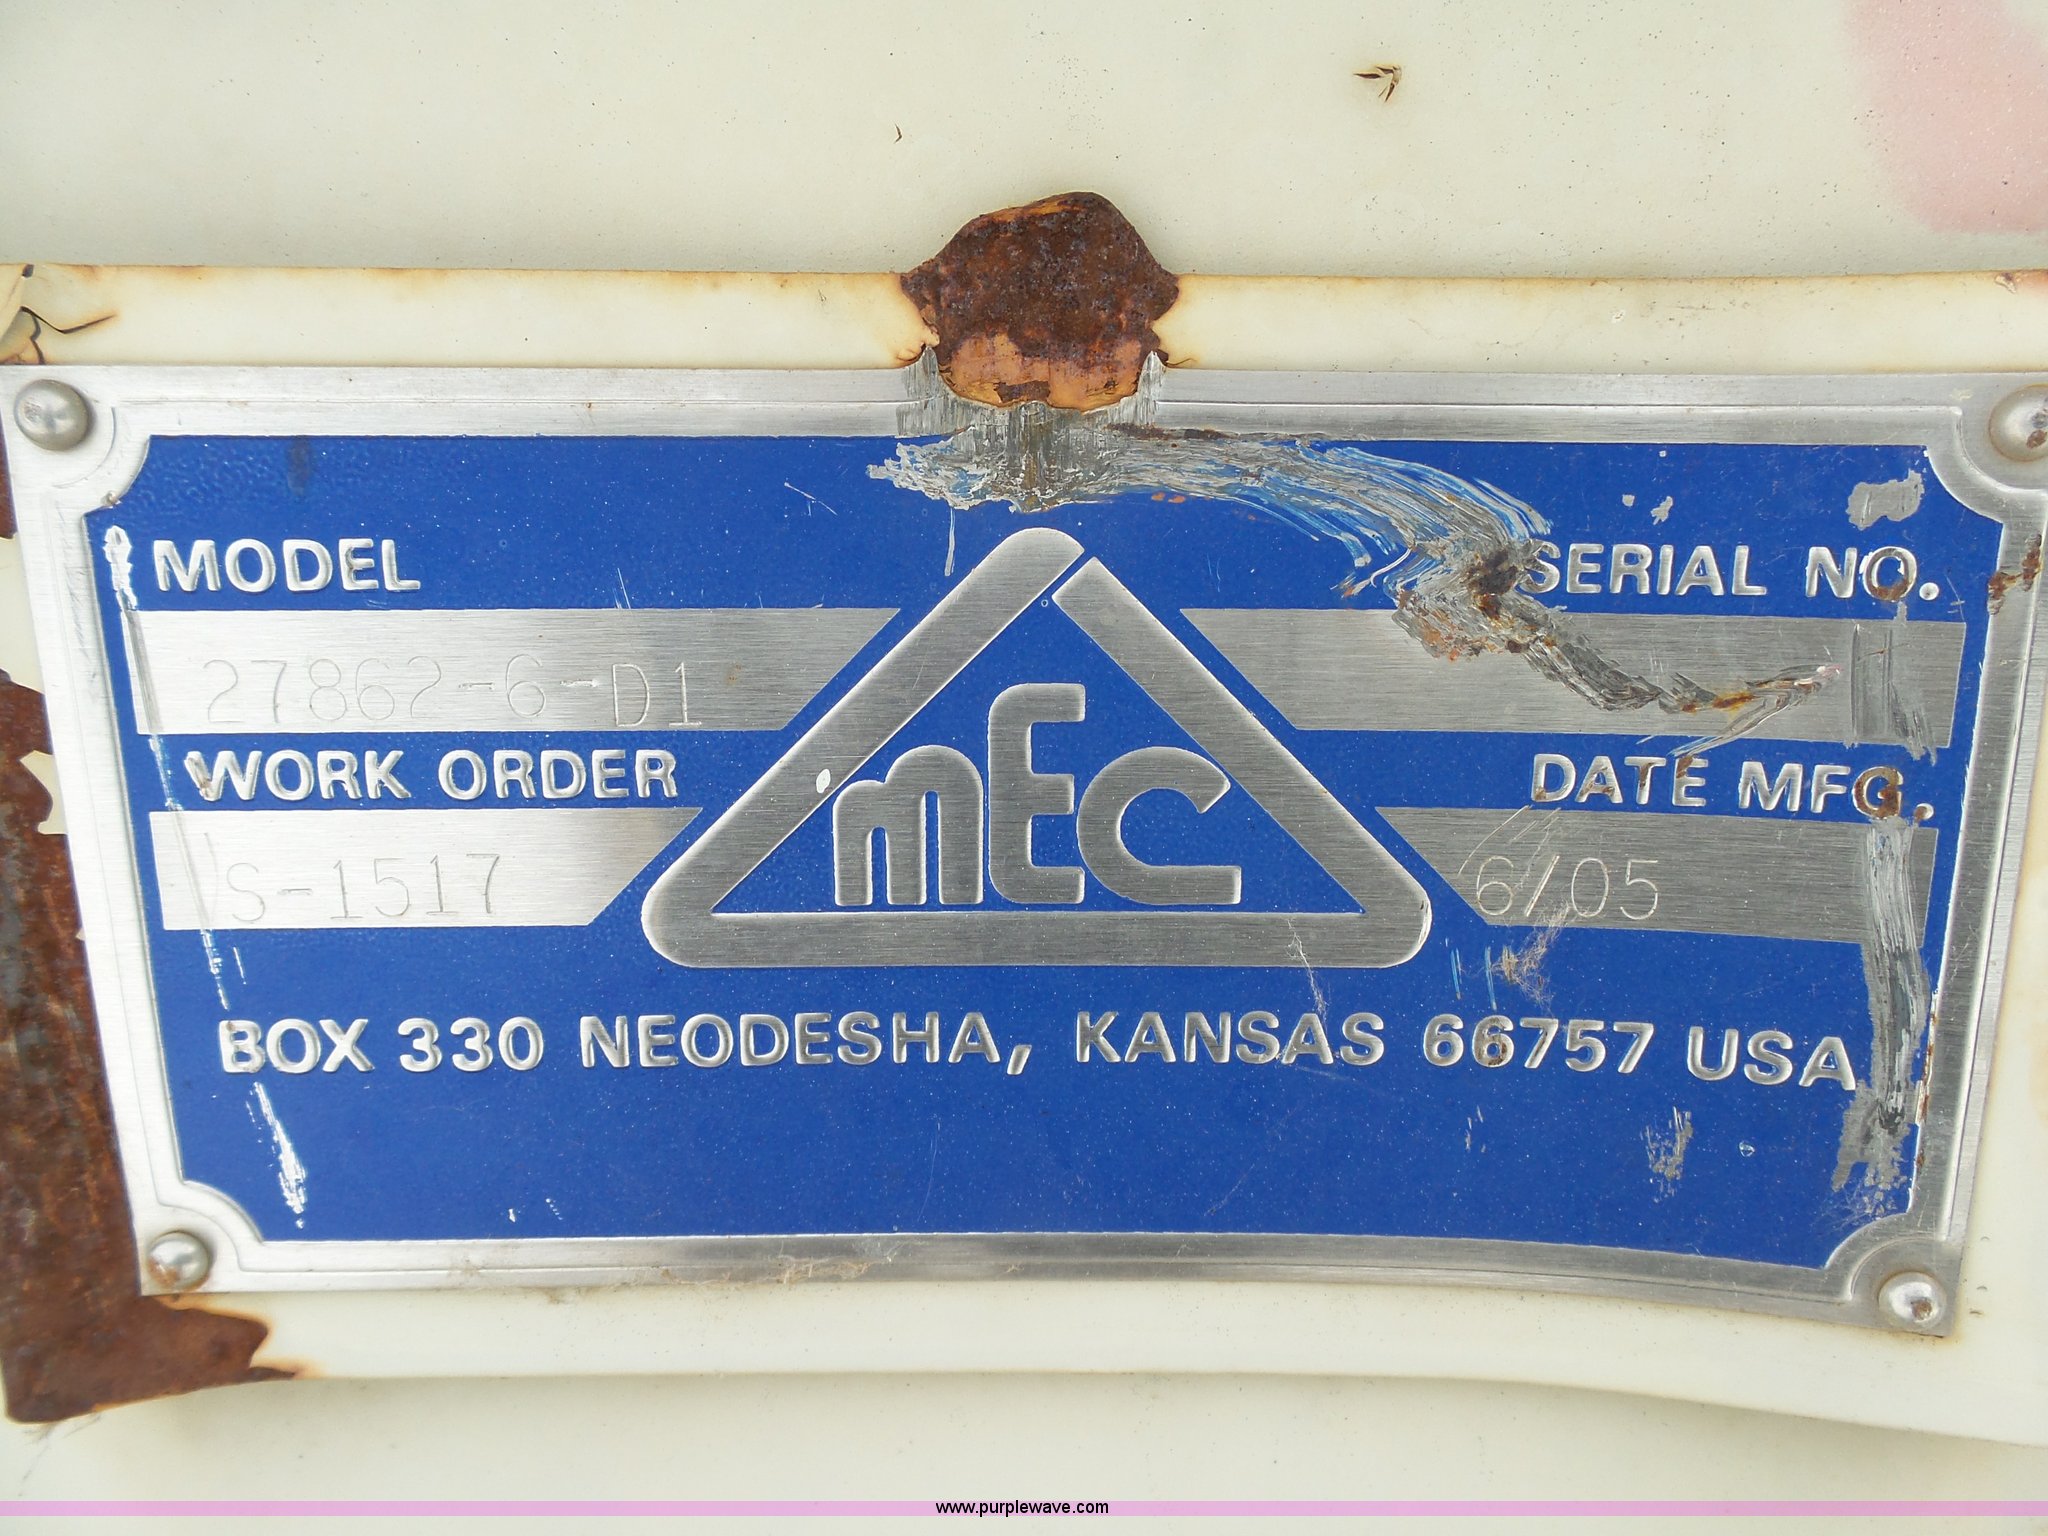 MODEL
27862-6-D1
WORK ORDER
S-1517
mEC
SERIAL NO.
DATE MFG.
6/05
BOX 330 NEODESHA, KANSAS 66757 USA
www.purplewave.com